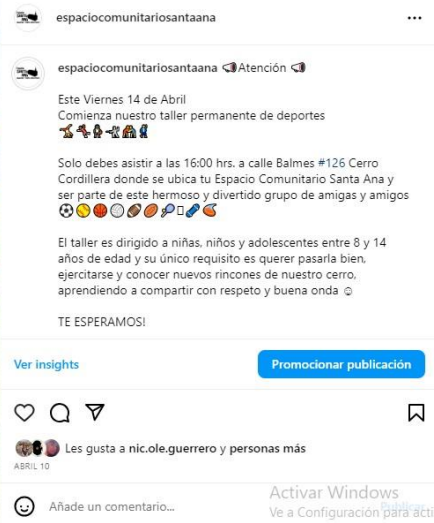 espaciocomunitariosantaana
espaciocomunitariosantaana 📢Atención 📢
Este Viernes 14 de Abril
Comienza nuestro taller permanente de deportes
Solo debes asistir a las 16:00 hrs. a calle Balmes #126 Cerro
Cordillera donde se ubica tu Espacio Comunitario Santa Ana y
ser parte de este hermoso y divertido grupo de amigas y amigos
El taller es dirigido a niñas, niños y adolescentes entre 8 y 14
años de edad y su único requisito es querer pasarla bien,
ejercitarse y conocer nuevos rincones de nuestro cerro,
aprendiendo a compartir con respeto y buena onda ☺
TE ESPERAMOS!
Ver insights
Promocionar publicación
Les gusta a nic.ole.guerrero y personas más
ABRIL 10
Añade un comentario...
Publicar
Activar Windows
Ve a Configuración para acti